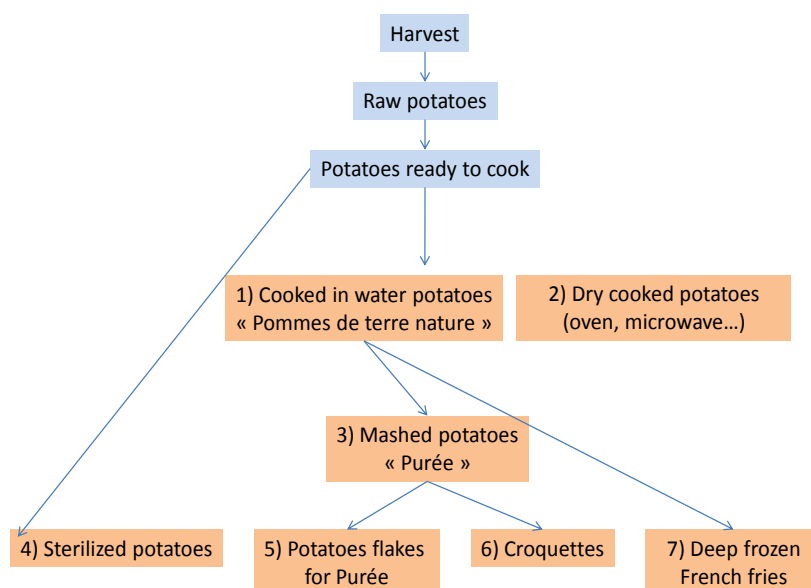 Harvest
Raw potatoes
Potatoes ready to cook
1) Cooked in water potatoes
« Pommes de terre nature »
2) Dry cooked potatoes
(oven, microwave…)
3) Mashed potatoes
« Purée »
4) Sterilized potatoes
5) Potatoes flakes
for Purée
6) Croquettes
7) Deep frozen
French fries